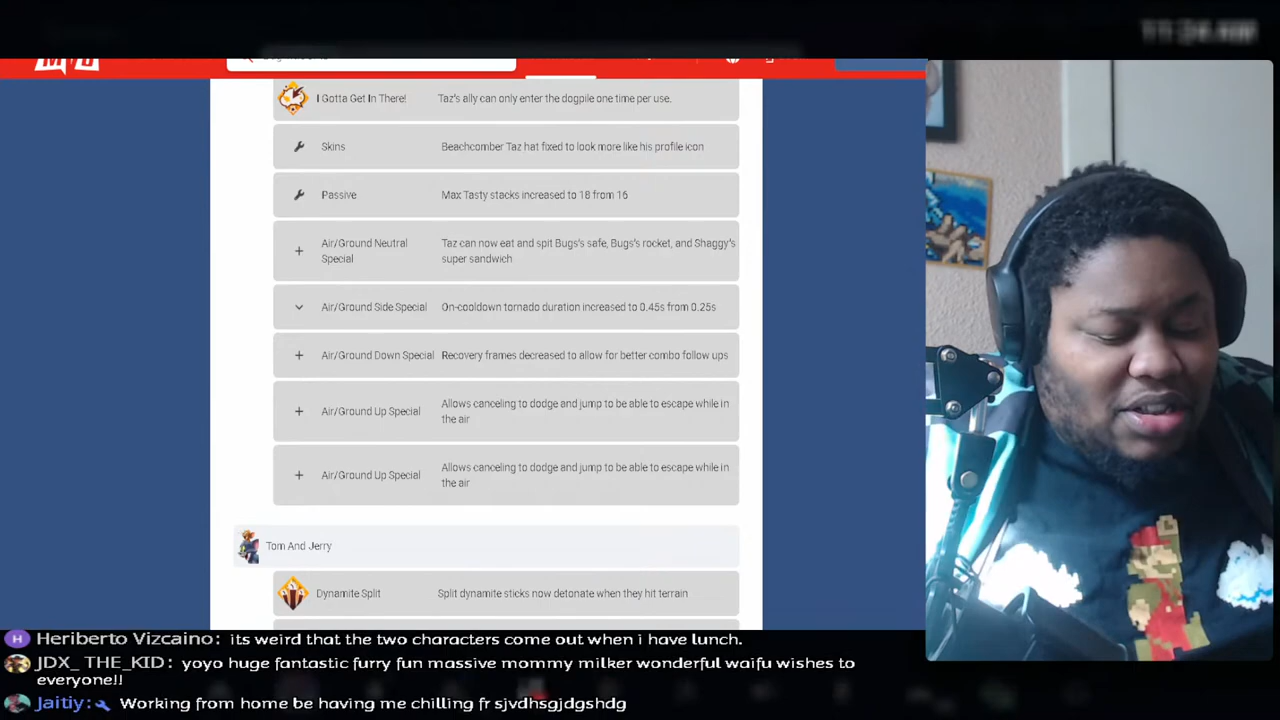 11:24 AM
I Gotta Get In There! Taz's ally can only enter the dogpile one time per use.
Skins Beachcomber Taz hat fixed to look more like his profile icon
Passive Max Tasty stacks increased to 18 from 16
Air/Ground Neutral Special Taz can now eat and spit Bugs's safe, Bugs's rocket, and Shaggy's
super sandwich
Air/Ground Side Special On-cooldown tornado duration increased to 0.45s from 0.25s
Air/Ground Down Special Recovery frames decreased to allow for better combo follow ups
Air/Ground Up Special Allows canceling to dodge and jump to be able to escape while in
the air
Air/Ground Up Special Allows canceling to dodge and jump to be able to escape while in
the air
Tom And Jerry
Dynamite Split Split dynamite sticks now detonate when they hit terrain
H Heriberto Vizcaino: its weird that the two characters come out when i have lunch.
JDX_ THE_KID: yoyo huge fantastic furry fun massive mommy milker wonderful waifu wishes to
everyone!!
Jaitiy: Working from home be having me chilling fr sjvdhsgjdgshdg